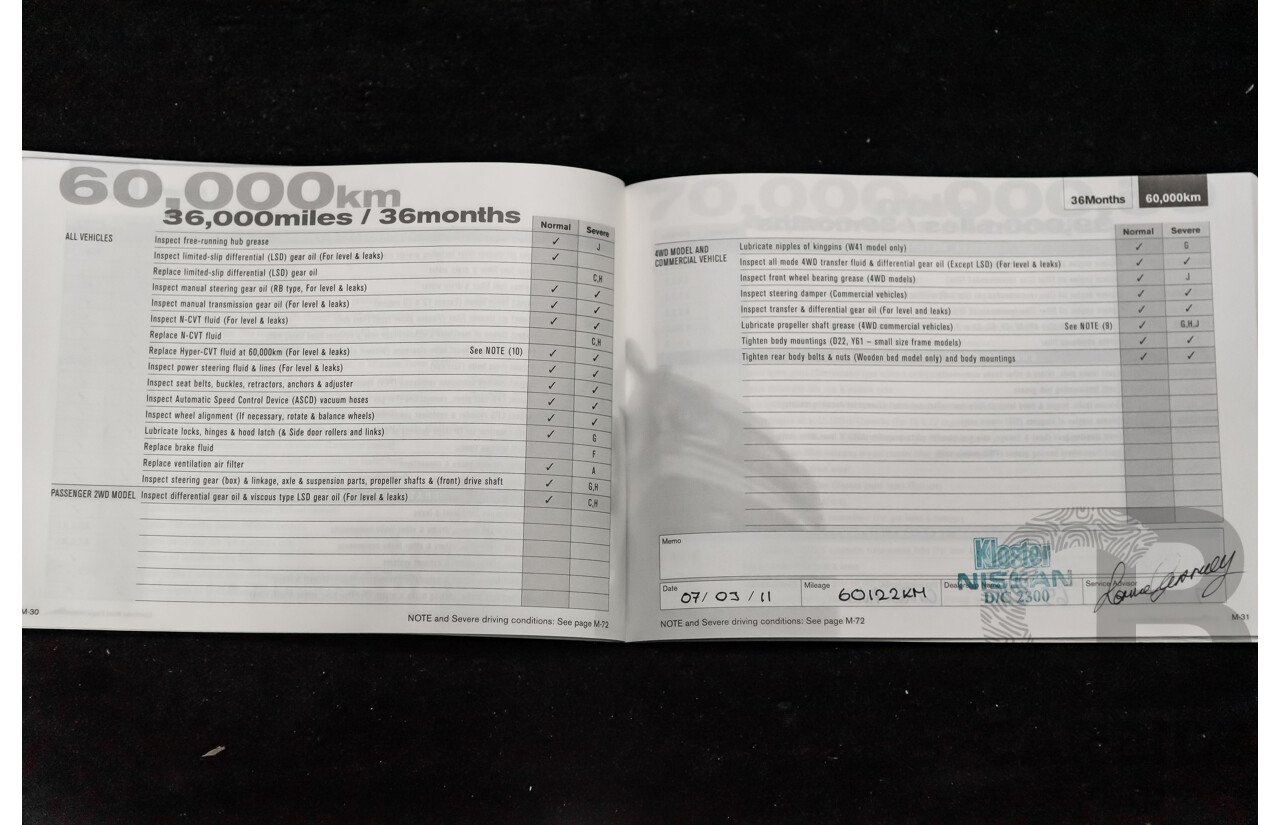 60,000km
36,000miles / 36months
Normal Severe
ALL VEHICLES
Inspect free-running hub grease ✓ J
Inspect limited-slip differential (LSD) gear oil (For level & leaks) ✓
Replace limited-slip differential (LSD) gear oil C,H
Inspect manual steering gear oil (RB type, For level & leaks) ✓ ✓
Inspect manual transmission gear oil (For level & leaks) ✓ ✓
Inspect N-CVT fluid (For level & leaks) ✓ ✓
Replace N-CVT fluid C,H
Replace Hyper-CVT fluid at 60,000km (For level & leaks) See NOTE (10) ✓ ✓
Inspect power steering fluid & lines (For level & leaks) ✓ ✓
Inspect seat belts, buckles, retractors, anchors & adjuster ✓ ✓
Inspect Automatic Speed Control Device (ASCD) vacuum hoses ✓ ✓
Inspect wheel alignment (If necessary, rotate & balance wheels) ✓ ✓
Lubricate locks, hinges & hood latch (& Side door rollers and links) ✓ G
Replace brake fluid F
Replace ventilation air filter ✓ A
Inspect steering gear (box) & linkage, axle & suspension parts, propeller shafts & (front) drive shaft ✓ G,H
PASSENGER 2WD MODEL Inspect differential gear oil & viscous type LSD gear oil (For level & leaks) ✓ C,H
M-30
NOTE and Severe driving conditions: See page M-72
36Months 60,000km
Normal Severe
4WD MODEL AND
COMMERCIAL VEHICLE
Lubricate nipples of kingpins (W41 model only) ✓ G
Inspect all mode 4WD transfer fluid & differential gear oil (Except LSD) (For level & leaks) ✓ ✓
Inspect front wheel bearing grease (4WD models) ✓ J
Inspect steering damper (Commercial vehicles) ✓ ✓
Inspect transfer & differential gear oil (For level and leaks) ✓ ✓
Lubricate propeller shaft grease (4WD commercial vehicles) See NOTE (9) ✓ G,H,J
Tighten body mountings (D22, Y61 – small size frame models) ✓ ✓
Tighten rear body bolts & nuts (Wooden bed model only) and body mountings ✓ ✓
Memo
Kloster
NISSAN
D/C 2300
Date 07/03/11
Mileage 60122KM
Service Advisor
NOTE and Severe driving conditions: See page M-72
M-31